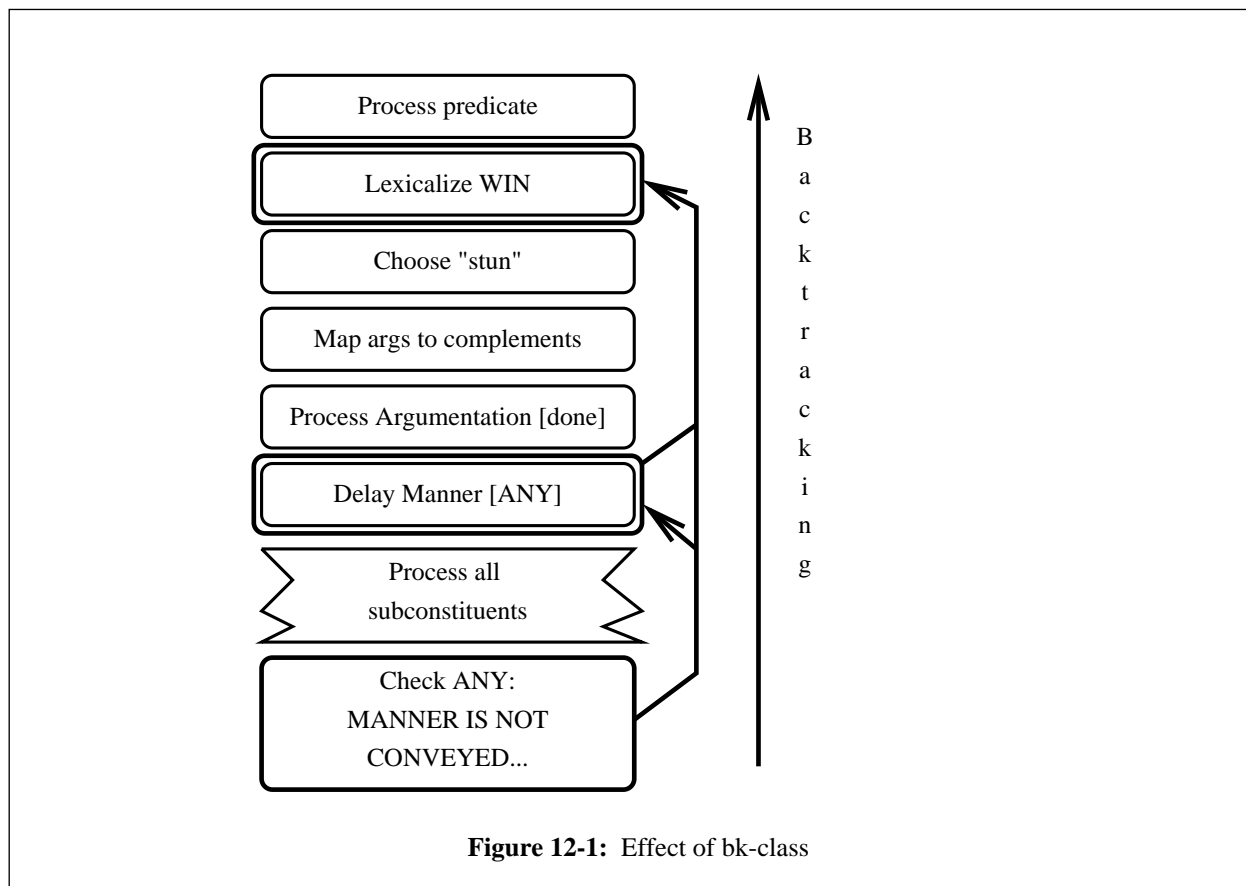 Process predicate
Lexicalize WIN
Choose "stun"
Map args to complements
Process Argumentation [done]
Delay Manner [ANY]
Process all
subconstituents
Check ANY:
MANNER IS NOT
CONVEYED...
B
a
c
k
t
r
a
c
k
i
n
g
Figure 12-1: Effect of bk-class